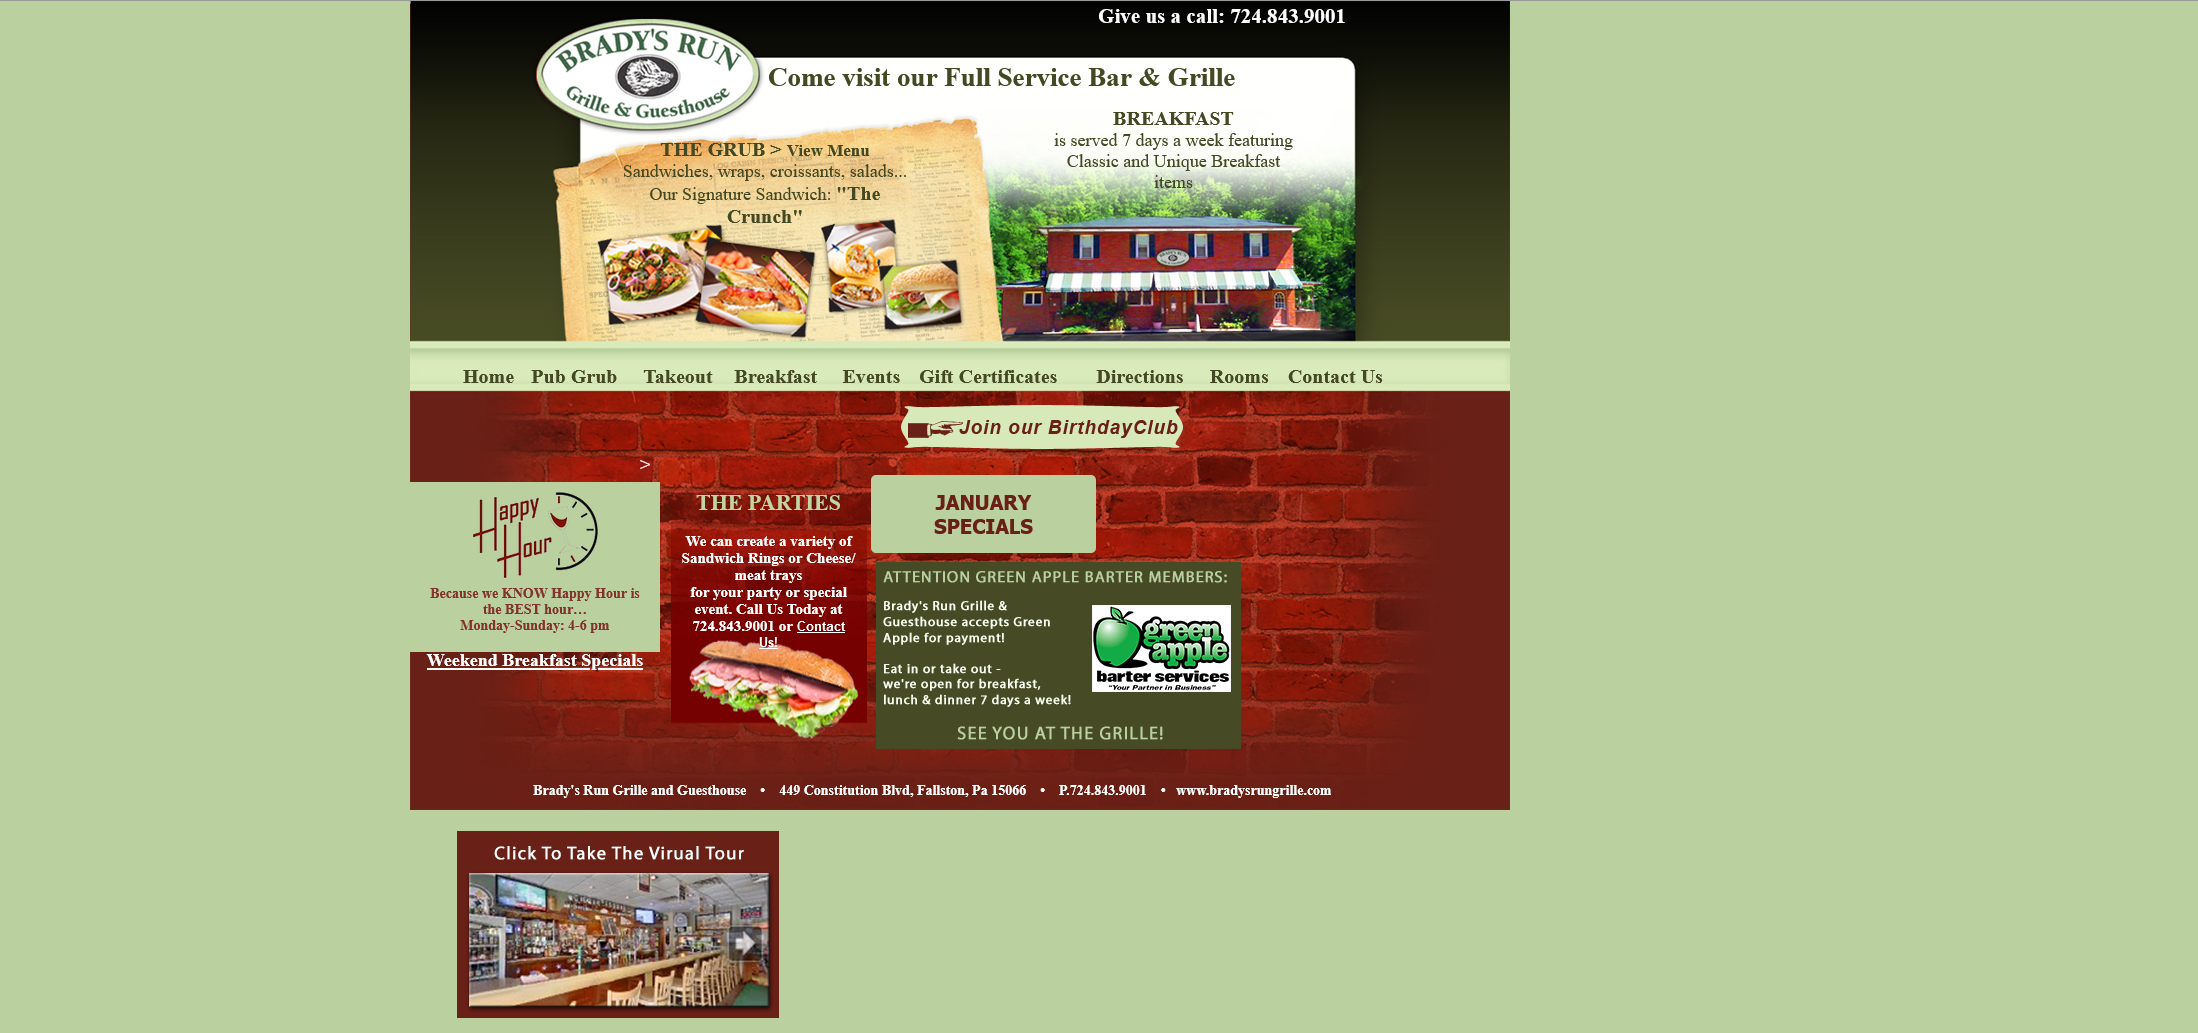 Give us a call: 724.843.9001
BRADY'S RUN
Grille & Guesthouse
Come visit our Full Service Bar & Grille
BREAKFAST
is served 7 days a week featuring
Classic and Unique Breakfast
items
THE GRUB > View Menu
Sandwiches, wraps, croissants, salads...
Our Signature Sandwich: "The
Crunch"
BRADY'S RUN
Home Pub Grub Takeout Breakfast Events Gift Certificates Directions Rooms Contact Us
Join our BirthdayClub
>
Happy
Hour
Because we KNOW Happy Hour is
the BEST hour…
Monday-Sunday: 4-6 pm
Weekend Breakfast Specials
THE PARTIES
We can create a variety of
Sandwich Rings or Cheese/
meat trays
for your party or special
event. Call Us Today at
724.843.9001 or Contact
Us!
JANUARY
SPECIALS
ATTENTION GREEN APPLE BARTER MEMBERS:
Brady's Run Grille &
Guesthouse accepts Green
Apple for payment!
Eat in or take out -
we're open for breakfast,
lunch & dinner 7 days a week!
green
apple
barter services
"Your Partner in Business"
SEE YOU AT THE GRILLE!
Brady's Run Grille and Guesthouse • 449 Constitution Blvd, Fallston, Pa 15066 • P.724.843.9001 • www.bradysrungrille.com
Click To Take The Virual Tour